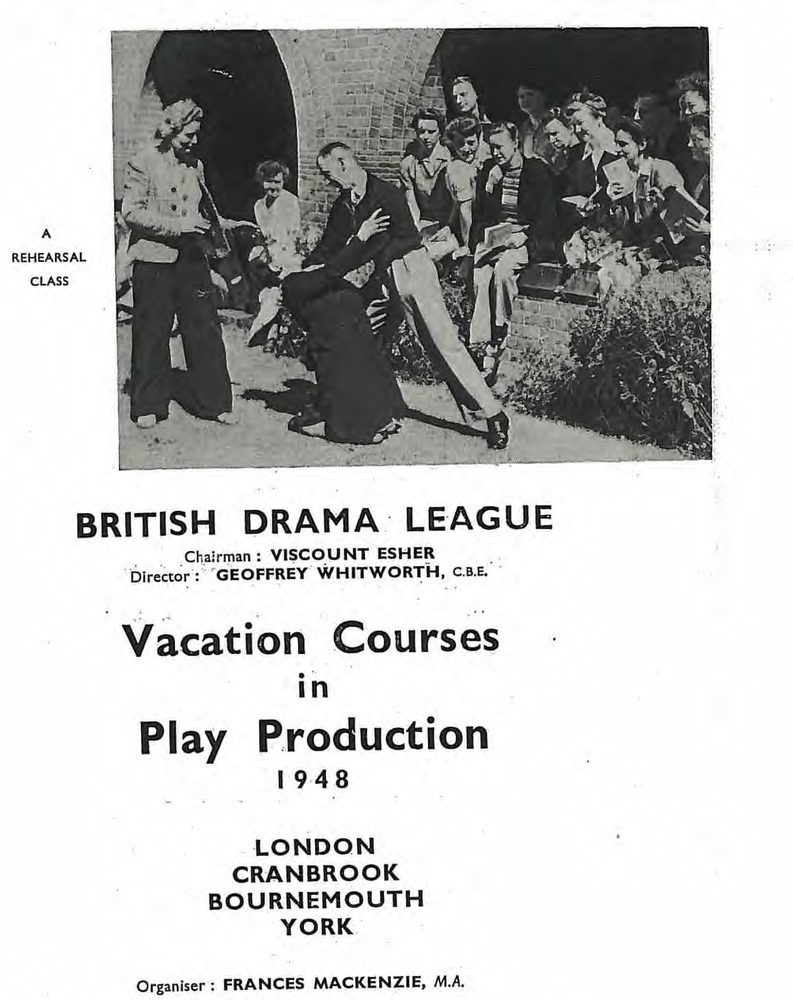 A
REHEARSAL
CLASS
BRITISH DRAMA LEAGUE
Chairman : VISCOUNT ESHER
Director : GEOFFREY WHITWORTH, C.B.E.
Vacation Courses
in
Play Production
1948
LONDON
CRANBROOK
BOURNEMOUTH
YORK
Organiser : FRANCES MACKENZIE, M.A.